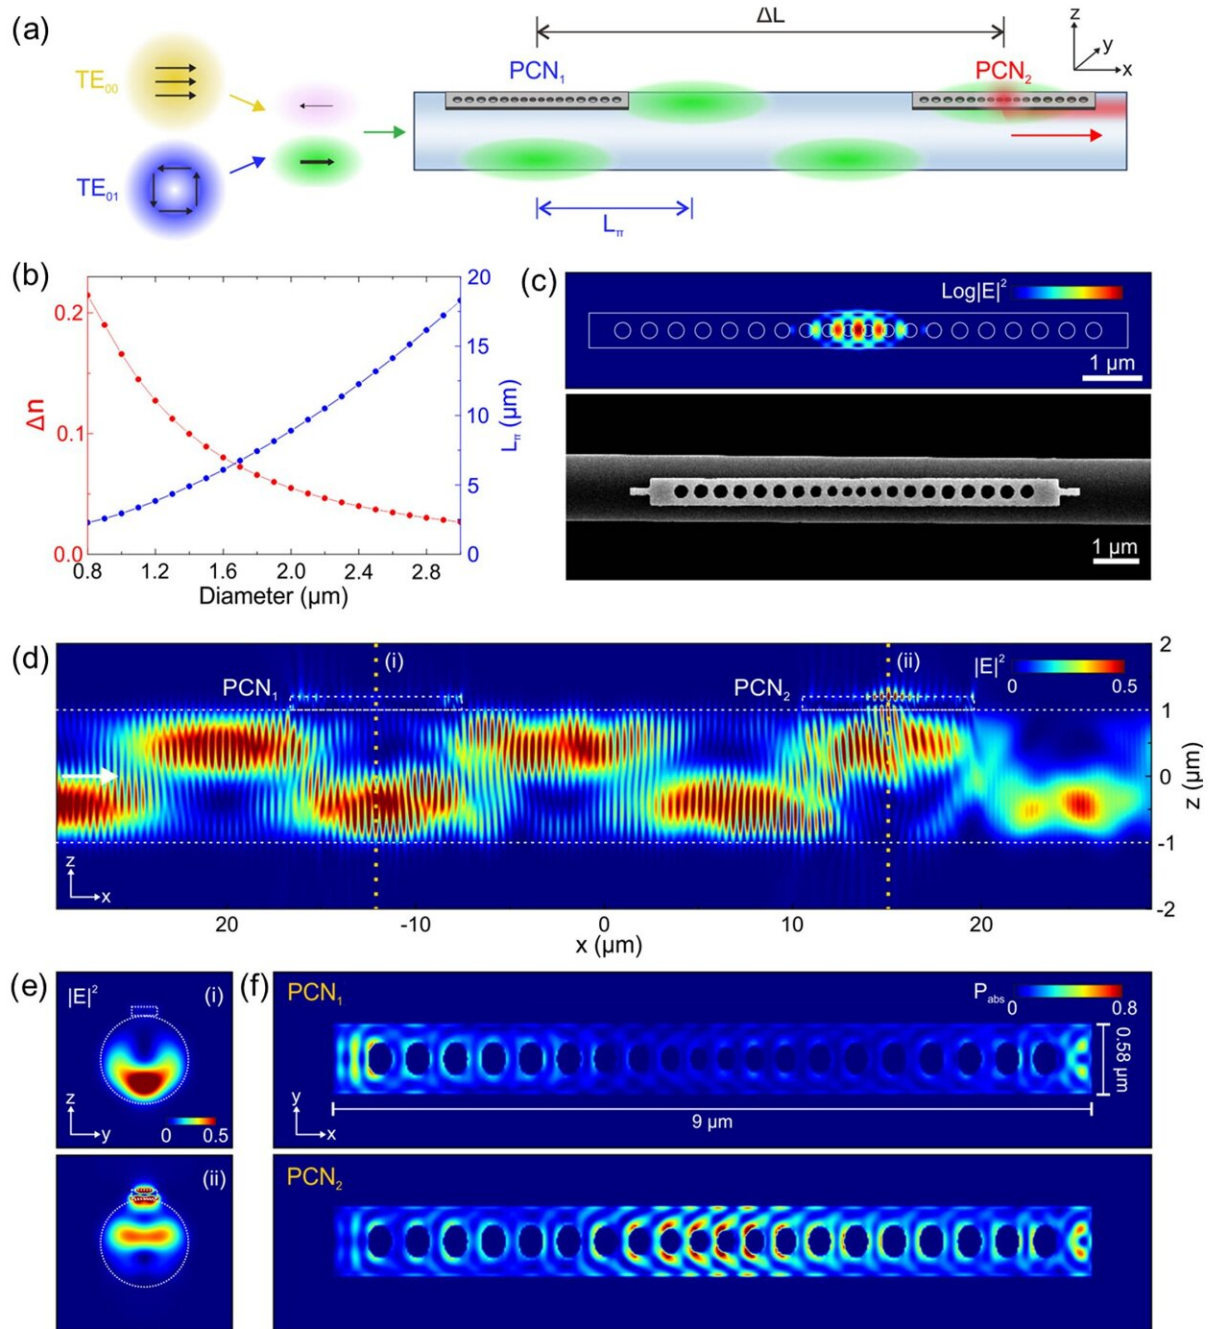 (a)
ΔL
TE₀₀
PCN₁
PCN₂
z
y
x
TE₀₁
Lπ
(b)
20
0.2
15
Δn
0.1
10
Lπ (μm)
5
0.0
0
0.8 1.2 1.6 2.0 2.4 2.8
Diameter (μm)
(c)
Log|E|²
1 μm
1 μm
(d)
(i)
(ii)
|E|²
0 0.5
PCN₁
PCN₂
2
1
0
-1
-2
z (μm)
z
x
20 -10 0 10 20
x (μm)
(e)
|E|²
(i)
z
y
0 0.5
(ii)
(f)
PCN₁
Pabs
0 0.8
0.58 μm
y
x
9 μm
PCN₂